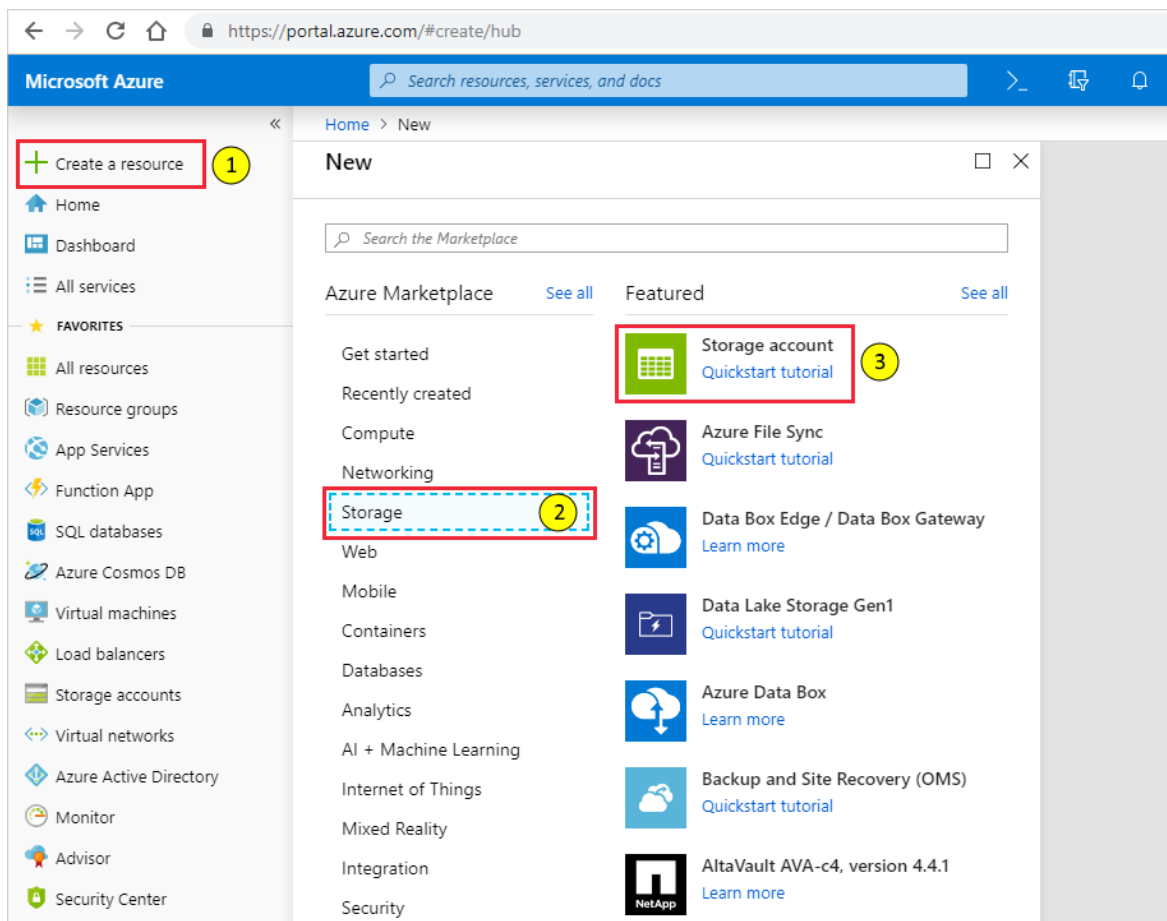 https://portal.azure.com/#create/hub
Microsoft Azure
Search resources, services, and docs
Home > New
Create a resource
1
Home
Dashboard
All services
FAVORITES
All resources
Resource groups
App Services
Function App
SQL databases
Azure Cosmos DB
Virtual machines
Load balancers
Storage accounts
Virtual networks
Azure Active Directory
Monitor
Advisor
Security Center
New
Search the Marketplace
Azure Marketplace See all
Get started
Recently created
Compute
Networking
Storage 2
Web
Mobile
Containers
Databases
Analytics
AI + Machine Learning
Internet of Things
Mixed Reality
Integration
Security
Featured See all
Storage account
Quickstart tutorial
3
Azure File Sync
Quickstart tutorial
Data Box Edge / Data Box Gateway
Learn more
Data Lake Storage Gen1
Quickstart tutorial
Azure Data Box
Learn more
Backup and Site Recovery (OMS)
Quickstart tutorial
AltaVault AVA-c4, version 4.4.1
Learn more
NetApp